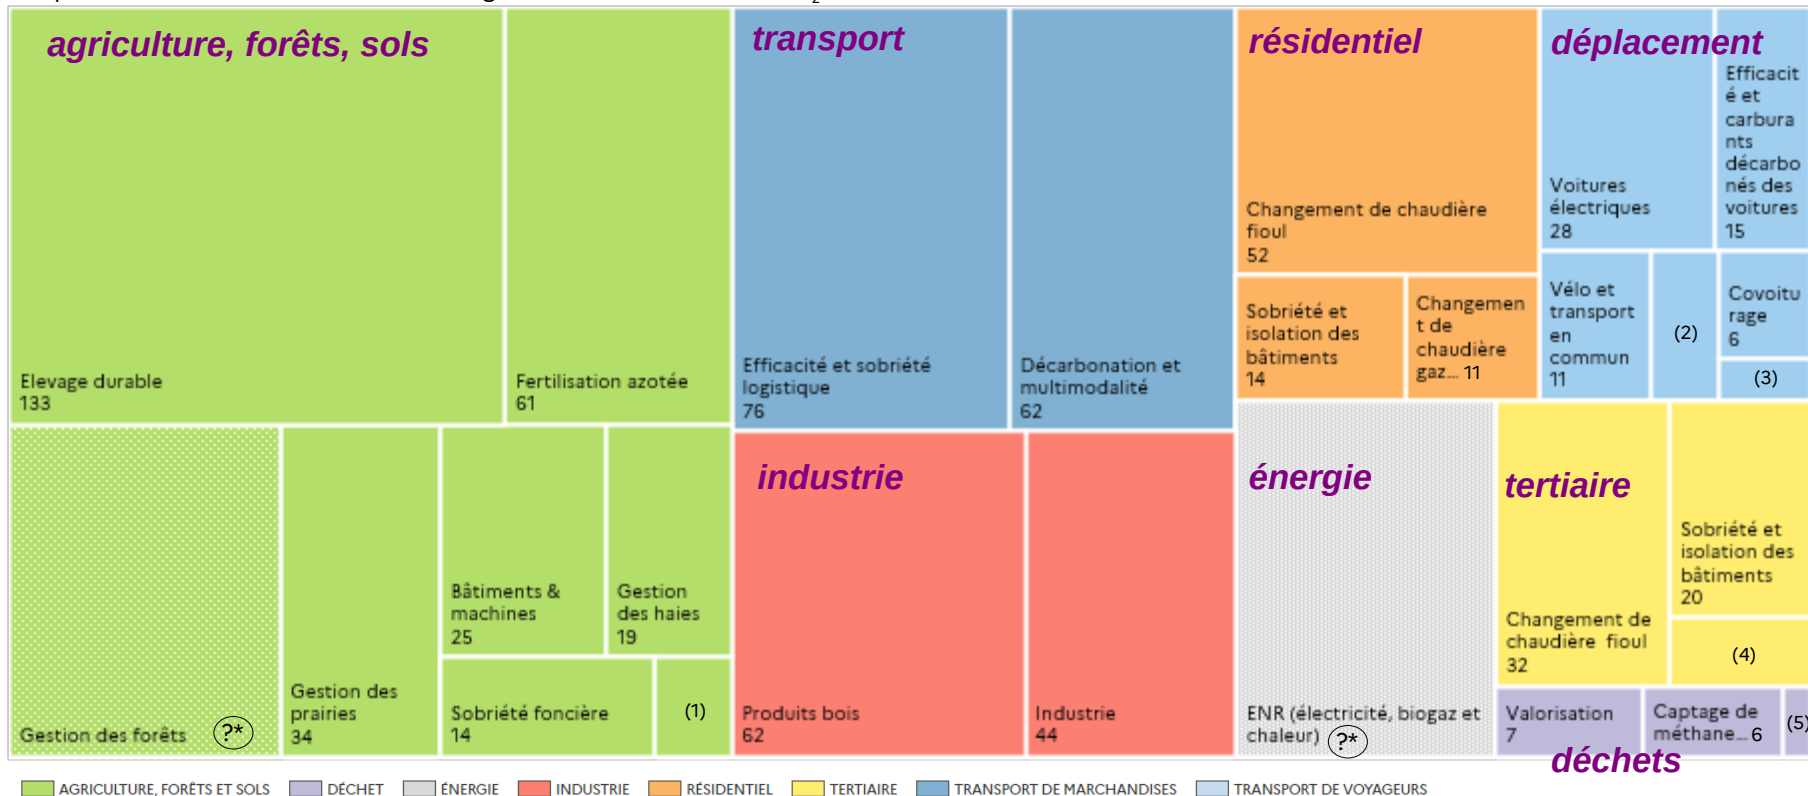 agriculture, forêts, sols
Elevage durable
133
Fertilisation azotée
61
Gestion des forêts ?*
Gestion des
prairies
34
Bâtiments &
machines
25
Gestion
des haies
19
Sobriété foncière
14
(1)
transport
Efficacité et sobriété
logistique
76
Décarbonation et
multimodalité
62
industrie
Produits bois
62
Industrie
44
résidentiel
Changement de chaudière
fioul
52
Sobriété et
isolation des
bâtiments
14
Changemen
t de
chaudière
gaz... 11
déplacement
Voitures
électriques
28
Efficacit
é et
carbura
nts
décarbo
nés des
voitures
15
Vélo et
transport
en
commun
11
(2)
Covoitu
rage
6
(3)
énergie
ENR (électricité, biogaz et
chaleur) ?*
tertiaire
Changement de
chaudière fioul
32
Sobriété et
isolation des
bâtiments
20
(4)
Valorisation
7
Captage de
méthane... 6
(5)
déchets
AGRICULTURE, FORÊTS ET SOLS DÉCHET ÉNERGIE INDUSTRIE RÉSIDENTIEL TERTIAIRE TRANSPORT DE MARCHANDISES TRANSPORT DE VOYAGEURS